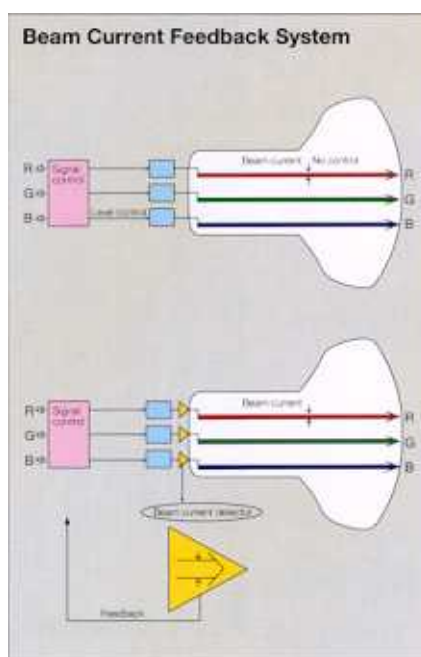 Beam Current Feedback System
Beam current No control
R Signal control R
G G
B Level control B
Beam current
R Signal control R
G G
B B
Beam current detector
Feedback